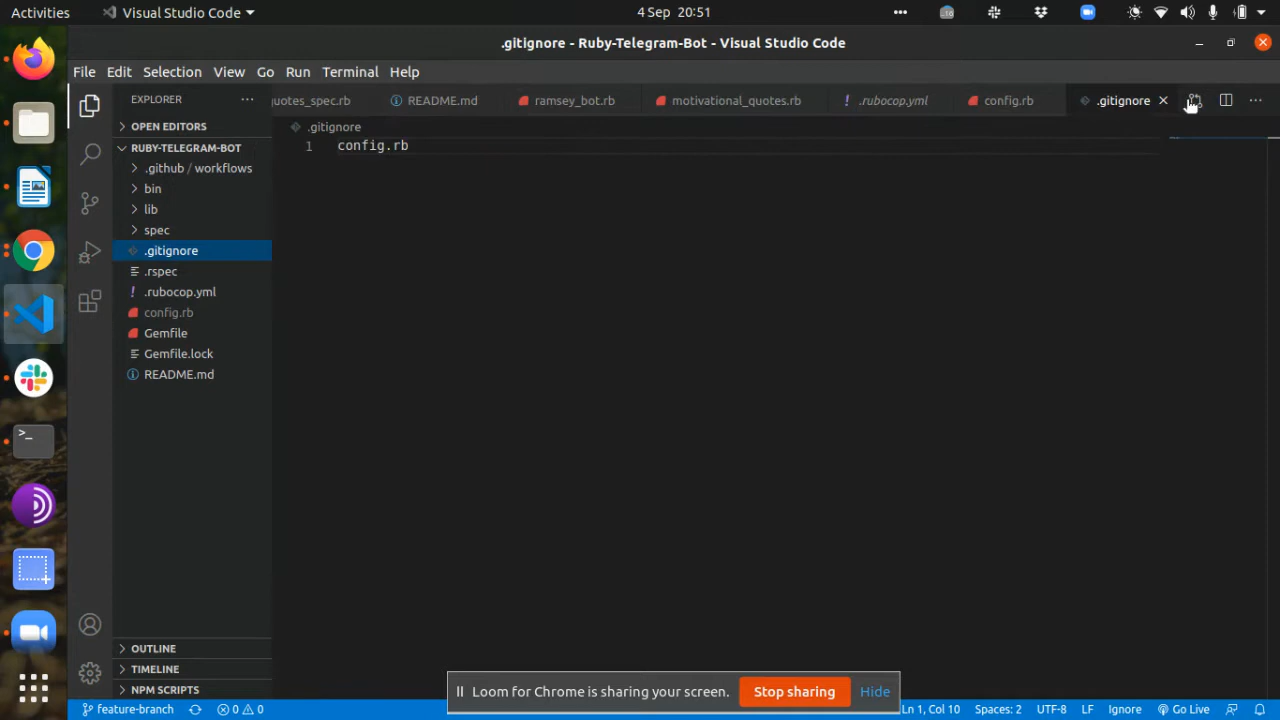 Activities
Visual Studio Code
4 Sep 20:51
.gitignore - Ruby-Telegram-Bot - Visual Studio Code
File Edit Selection View Go Run Terminal Help
EXPLORER
uotes_spec.rb
README.md
ramsey_bot.rb
motivational_quotes.rb
.rubocop.yml
config.rb
.gitignore
OPEN EDITORS
.gitignore
RUBY-TELEGRAM-BOT
1 config.rb
.github / workflows
bin
lib
spec
.gitignore
.rspec
.rubocop.yml
config.rb
Gemfile
Gemfile.lock
README.md
OUTLINE
TIMELINE
NPM SCRIPTS
Loom for Chrome is sharing your screen.
Stop sharing
Hide
feature-branch
0 0
Ln 1, Col 10
Spaces: 2
UTF-8
LF
Ignore
Go Live